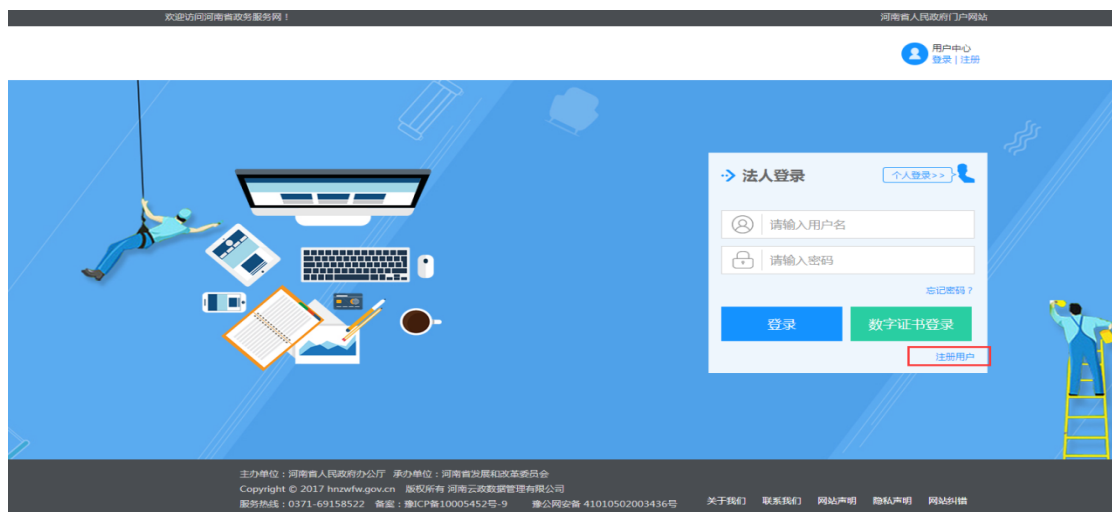 欢迎访问河南省政务服务网！
河南省人民政府门户网站
用户中心
登录 | 注册
法人登录
个人登录>>
请输入用户名
请输入密码
忘记密码？
登录
数字证书登录
注册用户
主办单位：河南省人民政府办公厅 承办单位：河南省发展和改革委员会
Copyright © 2017 hnzwfw.gov.cn 版权所有 河南云政数据管理有限公司
服务热线：0371-69158522 备案：豫ICP备10005452号-9 豫公网安备 41010502003436号
关于我们 联系我们 网站声明 隐私声明 网站纠错